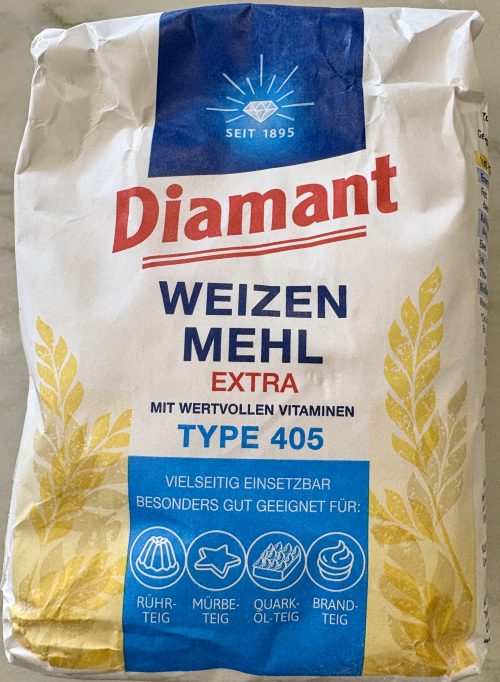 SEIT 1895
Diamant
WEIZEN
MEHL
EXTRA
MIT WERTVOLLEN VITAMINEN
TYPE 405
VIELSEITIG EINSETZBAR
BESONDERS GUT GEEIGNET FÜR:
RÜHR-
TEIG
MÜRBE-
TEIG
QUARK-
ÖL-TEIG
BRAND-
TEIG